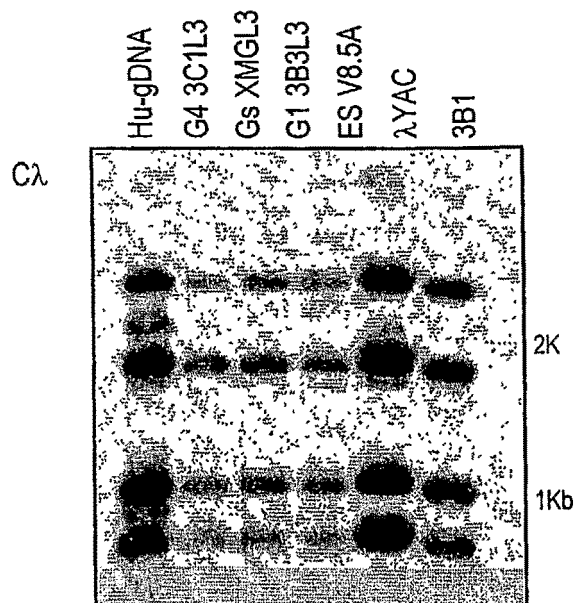 Hu-gDNA
G4 3C1L3
Gs XMGL3
G1 3B3L3
ES V8.5A
λYAC
3B1
Cλ
2K
1Kb